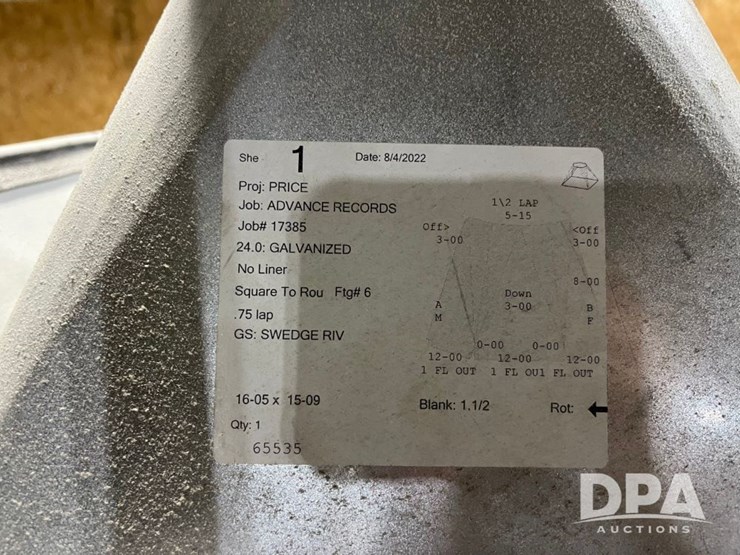 She 1 Date: 8/4/2022
Proj: PRICE
Job: ADVANCE RECORDS
Job# 17385
24.0: GALVANIZED
No Liner
Square To Rou Ftg# 6
.75 lap
GS: SWEDGE RIV
1\2 LAP
5-15
Off> <Off
3-00 3-00
8-00
Down
A 3-00 B
M F
0-00 0-00
12-00 12-00 12-00
1 FL OUT 1 FL OU1 FL OUT
16-05 x 15-09 Blank: 1.1/2 Rot:
Qty: 1
65535
DPA
AUCTIONS